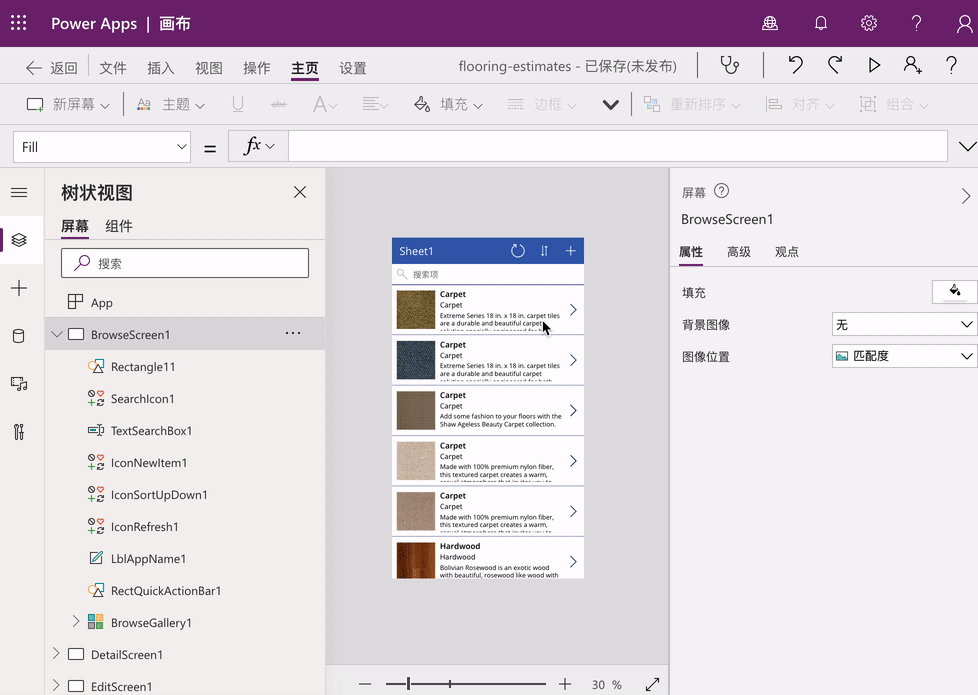 Power Apps | 画布
返回 文件 插入 视图 操作 主页 设置 flooring-estimates - 已保存(未发布)
新屏幕 Aa 主题 U abc A 填充 边框 重新排序 对齐 组合
Fill = fx
树状视图
屏幕 组件
搜索
App
BrowseScreen1
Rectangle11
SearchIcon1
TextSearchBox1
IconNewItem1
IconSortUpDown1
IconRefresh1
LblAppName1
RectQuickActionBar1
BrowseGallery1
DetailScreen1
EditScreen1
Sheet1
搜索项
Carpet
Carpet
Extreme Series 18 in. x 18 in. carpet tiles
are a durable and beautiful carpet
Carpet
Carpet
Extreme Series 18 in. x 18 in. carpet tiles
are a durable and beautiful carpet
Carpet
Carpet
Add some fashion to your floors with the
Shaw Ageless Beauty Carpet collection.
Carpet
Carpet
Made with 100% premium nylon fiber,
this textured carpet creates a warm,
Carpet
Carpet
Made with 100% premium nylon fiber,
this textured carpet creates a warm,
Hardwood
Hardwood
Bolivian Rosewood is an exotic wood
with beautiful, rosewood like wood with
30 %
屏幕
BrowseScreen1
属性 高级 观点
填充
背景图像 无
图像位置 匹配度